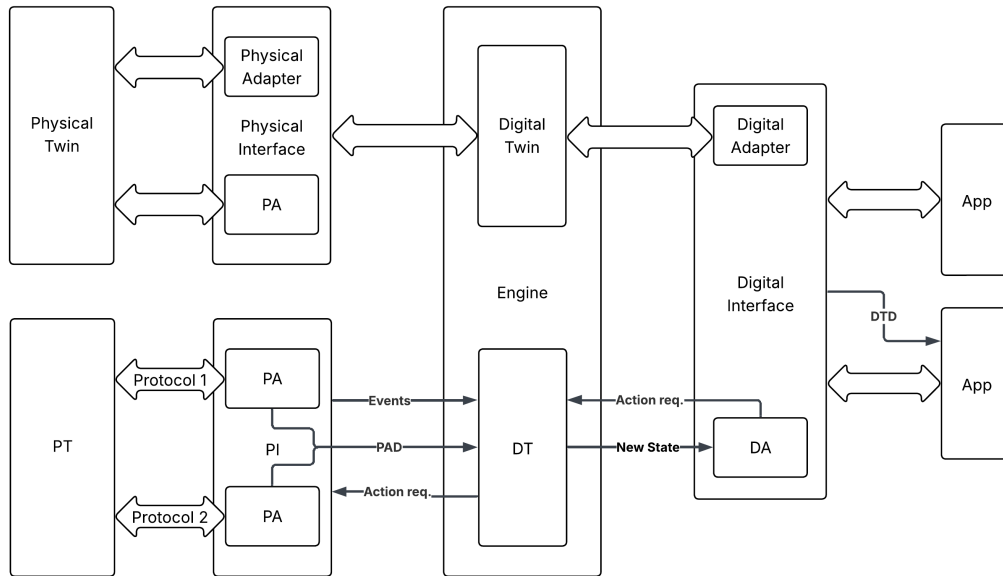 Physical
Twin
Physical
Adapter
Physical
Interface
PA
Digital
Twin
Digital
Adapter
App
Engine
Digital
Interface
DTD
App
PT
Protocol 1
Protocol 2
PA
PI
PA
Events
PAD
Action req.
DT
Action req.
New State
DA